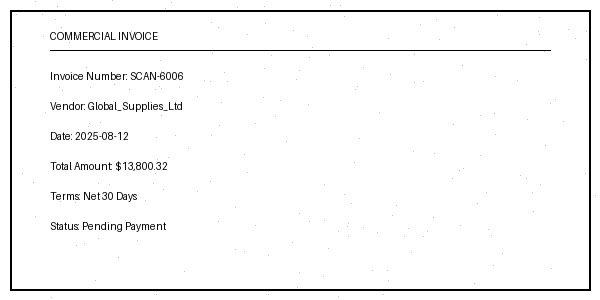 COMMERCIAL INVOICE
Invoice Number: SCAN-6006
Vendor: Global_Supplies_Ltd
Date: 2025-08-12
Total Amount: $13,800.32
Terms: Net 30 Days
Status: Pending Payment